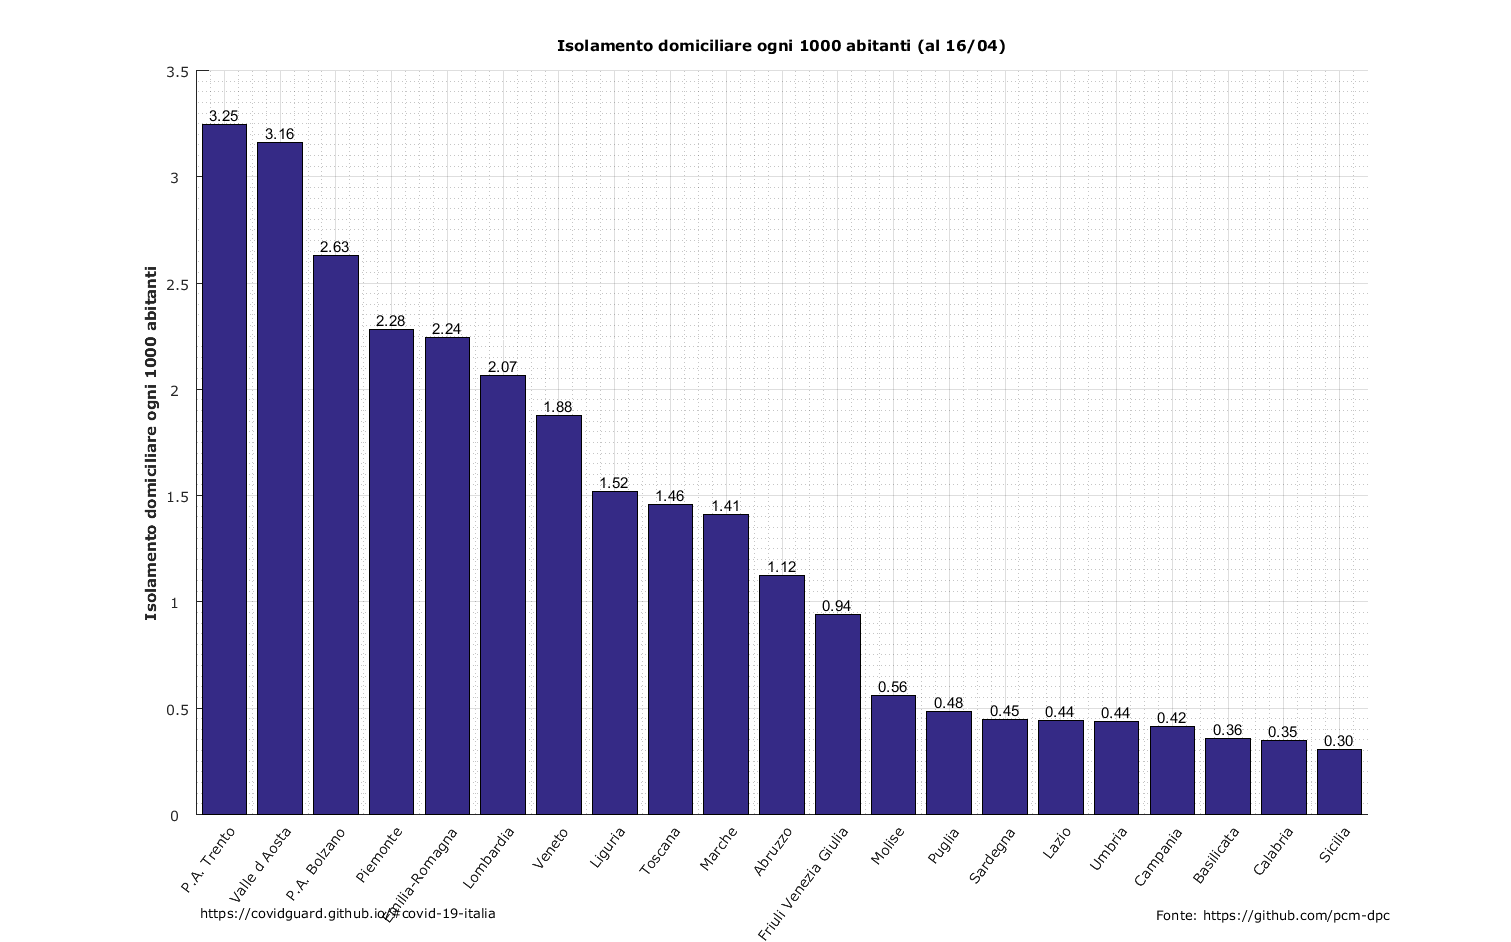 Isolamento domiciliare ogni 1000 abitanti (al 16/04)
Isolamento domiciliare ogni 1000 abitanti
3.5
3
2.5
2
1.5
1
0.5
0
3.25
3.16
2.63
2.28
2.24
2.07
1.88
1.52
1.46
1.41
1.12
0.94
0.56
0.48
0.45
0.44
0.44
0.42
0.36
0.35
0.30
P.A. Trento
Valle d Aosta
P.A. Bolzano
Piemonte
Emilia-Romagna
Lombardia
Veneto
Liguria
Toscana
Marche
Abruzzo
Friuli Venezia Giulia
Molise
Puglia
Sardegna
Lazio
Umbria
Campania
Basilicata
Calabria
Sicilia
https://covidguard.github.io/#covid-19-italia
Fonte: https://github.com/pcm-dpc